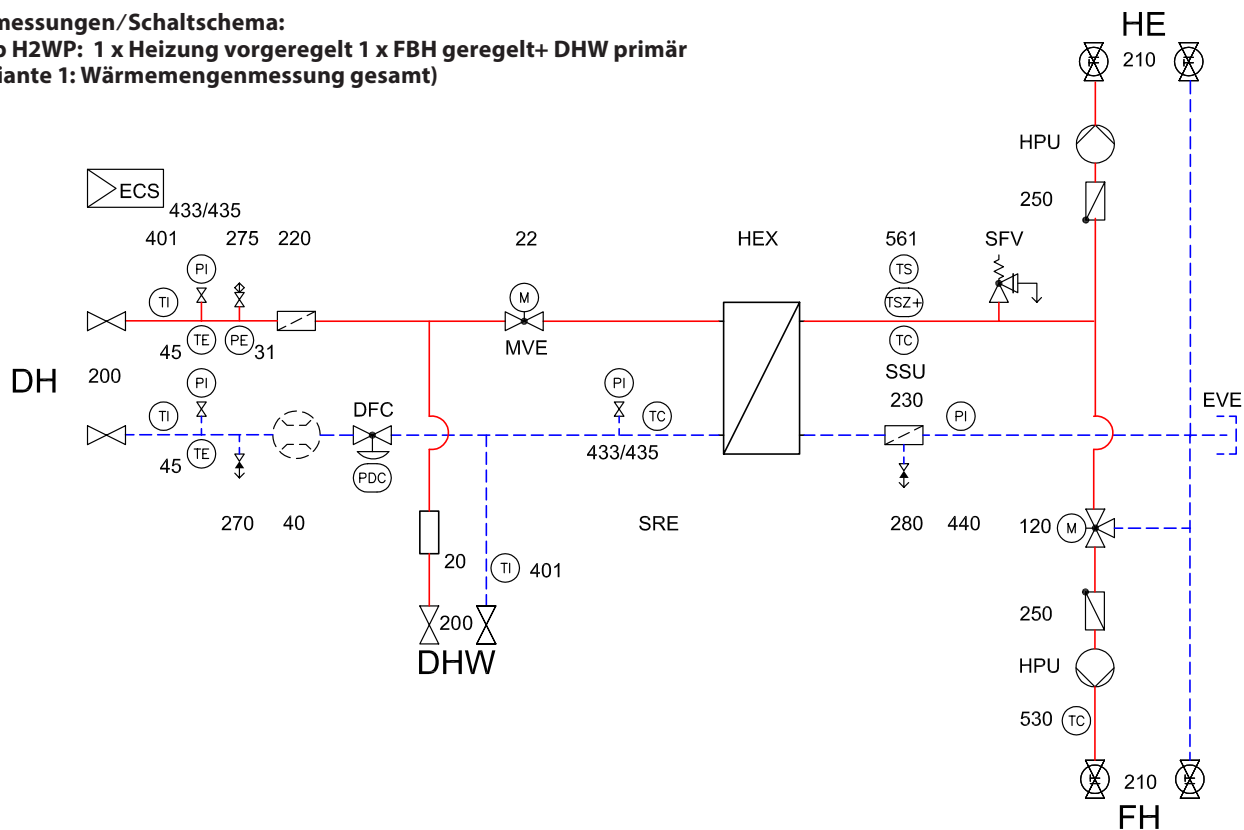 messungen/Schaltschema:
H2WP: 1 x Heizung vorgeregelt 1 x FBH geregelt+ DHW primär
iante 1: Wärmemengenmessung gesamt)
HE
210
HPU
250
ECS
433/435
401 275 220 22 HEX 561 SFV
PI TS
TI M TSZ+
TE PE TC
45 31 MVE SSU
DH 200 PI PI 230 EVE
TI DFC TC PI
TE
45 PDC 433/435
270 40 SRE 280 440 120 M
20 TI 401
250
200
DHW HPU
530 TC
210
FH